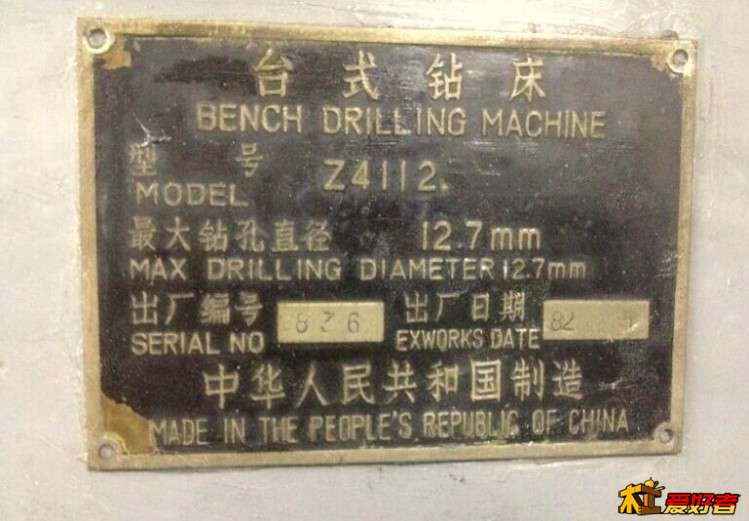 台式钻床
BENCH DRILLING MACHINE
型号 Z4112
MODEL
最大钻孔直径 12.7mm
MAX DRILLING DIAMETER 12.7mm
出厂编号 出厂日期 82
SERIAL NO EXWORKS DATE
中华人民共和国制造
MADE IN THE PEOPLE'S REPUBLIC OF CHINA
木工爱好者